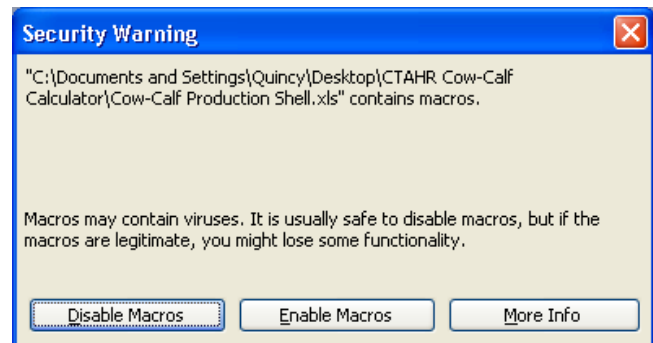 Security Warning
"C:\Documents and Settings\Quincy\Desktop\CTAHR Cow-Calf
Calculator\Cow-Calf Production Shell.xls" contains macros.
Macros may contain viruses. It is usually safe to disable macros, but if the
macros are legitimate, you might lose some functionality.
Disable Macros Enable Macros More Info